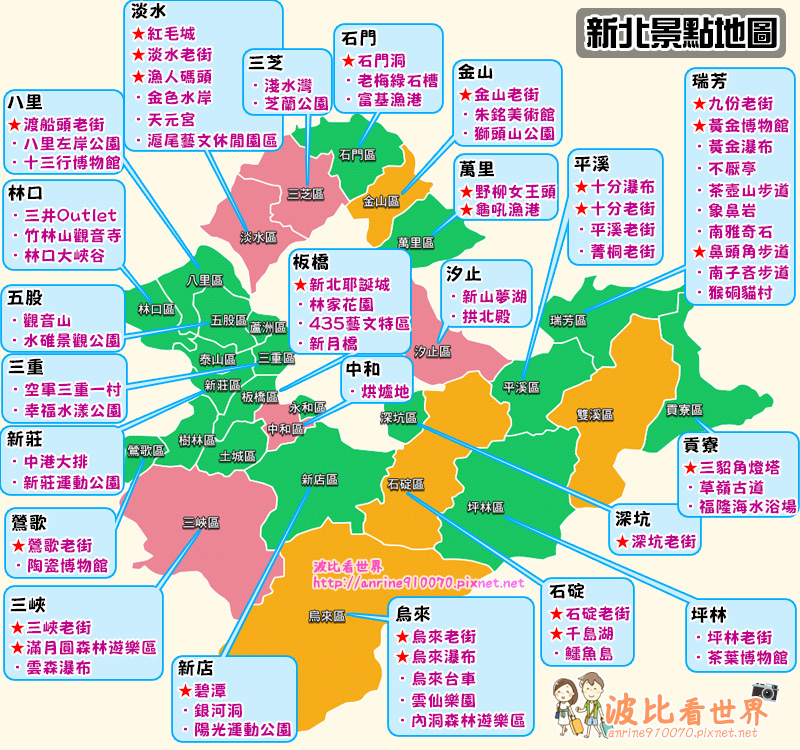 新北景點地圖
淡水
★紅毛城
★淡水老街
★漁人碼頭
·金色水岸
·天元宮
·滬尾藝文休閒園區
三芝
·淺水灣
·芝蘭公園
石門
★石門洞
·老梅綠石槽
·富基漁港
金山
★金山老街
·朱銘美術館
·獅頭山公園
瑞芳
★九份老街
★黃金博物館
·黃金瀑布
·不厭亭
·茶壺山步道
·象鼻岩
·南雅奇石
★鼻頭角步道
·南子吝步道
·猴硐貓村
八里
★渡船頭老街
·八里左岸公園
·十三行博物館
萬里
★野柳女王頭
★龜吼漁港
平溪
★十分瀑布
★十分老街
·平溪老街
·菁桐老街
林口
·三井Outlet
·竹林山觀音寺
·林口大峽谷
板橋
★新北耶誕城
·林家花園
·435藝文特區
·新月橋
汐止
·新山夢湖
·拱北殿
五股
·觀音山
·水碓景觀公園
三重
·空軍三重一村
·幸福水漾公園
中和
·烘爐地
新莊
·中港大排
·新莊運動公園
貢寮
★三貂角燈塔
·草嶺古道
·福隆海水浴場
鶯歌
★鶯歌老街
·陶瓷博物館
深坑
★深坑老街
三峽
★三峽老街
★滿月圓森林遊樂區
·雲森瀑布
新店
★碧潭
·銀河洞
·陽光運動公園
烏來
★烏來老街
★烏來瀑布
·烏來台車
·雲仙樂園
·內洞森林遊樂區
石碇
★石碇老街
★千島湖
·鱷魚島
坪林
·坪林老街
·茶葉博物館
石門區
三芝區
金山區
淡水區
萬里區
八里區
林口區
五股區
蘆洲區
瑞芳區
泰山區
三重區
汐止區
新莊區
板橋區
平溪區
永和區
中和區
深坑區
雙溪區
貢寮區
樹林區
鶯歌區
土城區
新店區
石碇區
坪林區
三峽區
烏來區
波比看世界
http://anrine910070.pixnet.net
波比看世界
anrine910070.pixnet.net